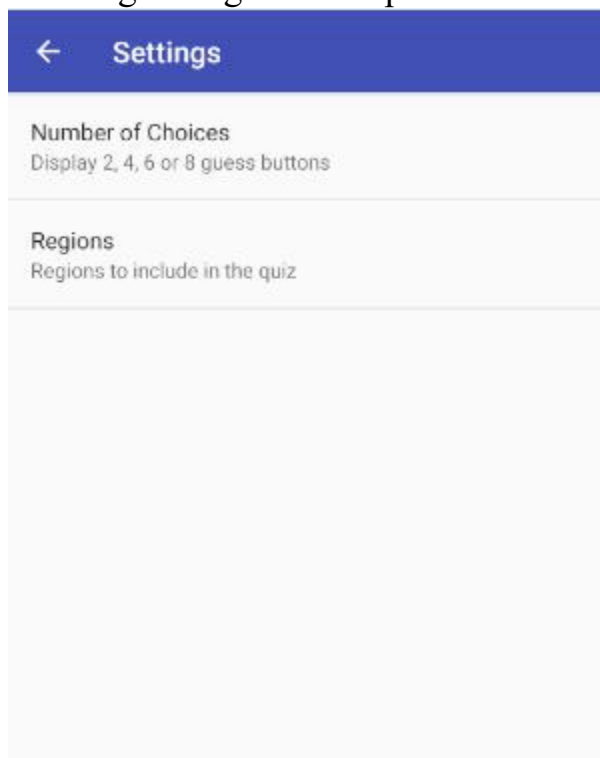 Settings
Number of Choices
Display 2, 4, 6 or 8 guess buttons
Regions
Regions to include in the quiz